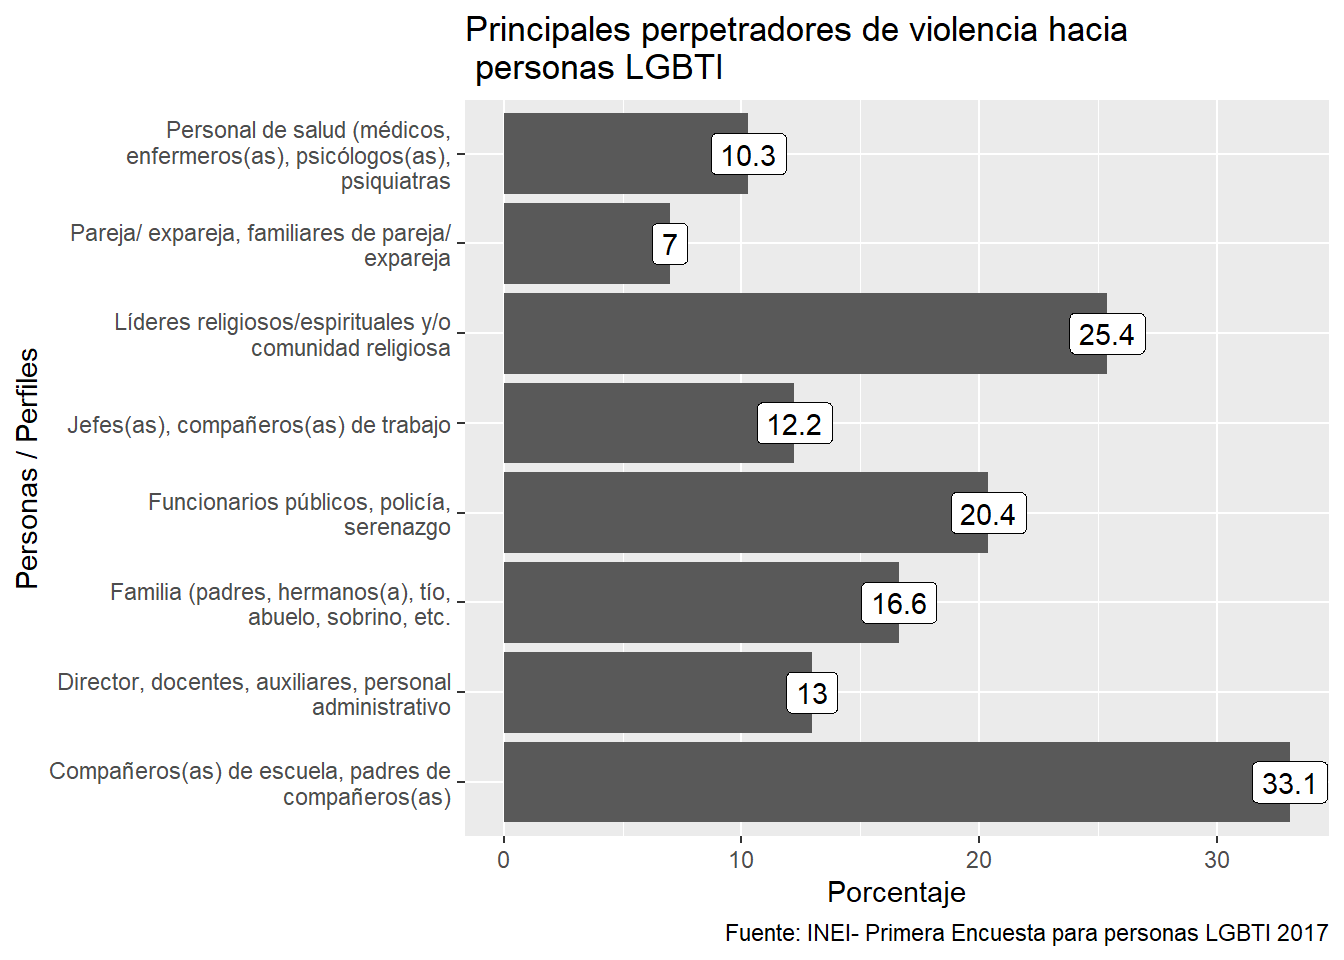 Principales perpetradores de violencia hacia
personas LGBTI
Personas / Perfiles
Personal de salud (médicos,
enfermeros(as), psicólogos(as),
psiquiatras
10.3
Pareja/ expareja, familiares de pareja/
expareja
7
Líderes religiosos/espirituales y/o
comunidad religiosa
25.4
Jefes(as), compañeros(as) de trabajo
12.2
Funcionarios públicos, policía,
serenazgo
20.4
Familia (padres, hermanos(a), tío,
abuelo, sobrino, etc.
16.6
Director, docentes, auxiliares, personal
administrativo
13
Compañeros(as) de escuela, padres de
compañeros(as)
33.1
0 10 20 30
Porcentaje
Fuente: INEI- Primera Encuesta para personas LGBTI 2017